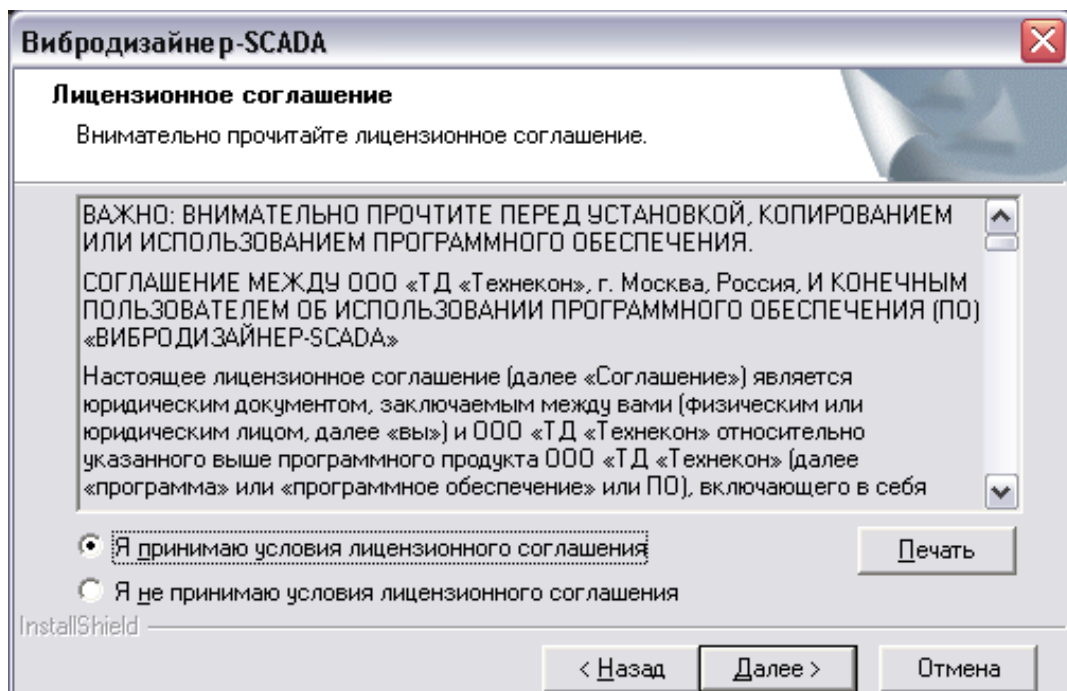 Вибродизайнер-SCADA
Лицензионное соглашение
Внимательно прочитайте лицензионное соглашение.
ВАЖНО: ВНИМАТЕЛЬНО ПРОЧТИТЕ ПЕРЕД УСТАНОВКОЙ, КОПИРОВАНИЕМ
ИЛИ ИСПОЛЬЗОВАНИЕМ ПРОГРАММНОГО ОБЕСПЕЧЕНИЯ.
СОГЛАШЕНИЕ МЕЖДУ ООО «ТД «Технекон», г. Москва, Россия, И КОНЕЧНЫМ
ПОЛЬЗОВАТЕЛЕМ ОБ ИСПОЛЬЗОВАНИИ ПРОГРАММНОГО ОБЕСПЕЧЕНИЯ (ПО)
«ВИБРОДИЗАЙНЕР-SCADA»
Настоящее лицензионное соглашение (далее «Соглашение») является
юридическим документом, заключаемым между вами (физическим или
юридическим лицом, далее «вы») и ООО «ТД «Технекон» относительно
указанного выше программного продукта ООО «ТД «Технекон» (далее
«программа» или «программное обеспечение» или ПО), включающего в себя
Я принимаю условия лицензионного соглашения
Печать
Я не принимаю условия лицензионного соглашения
InstallShield
< Назад
Далее >
Отмена